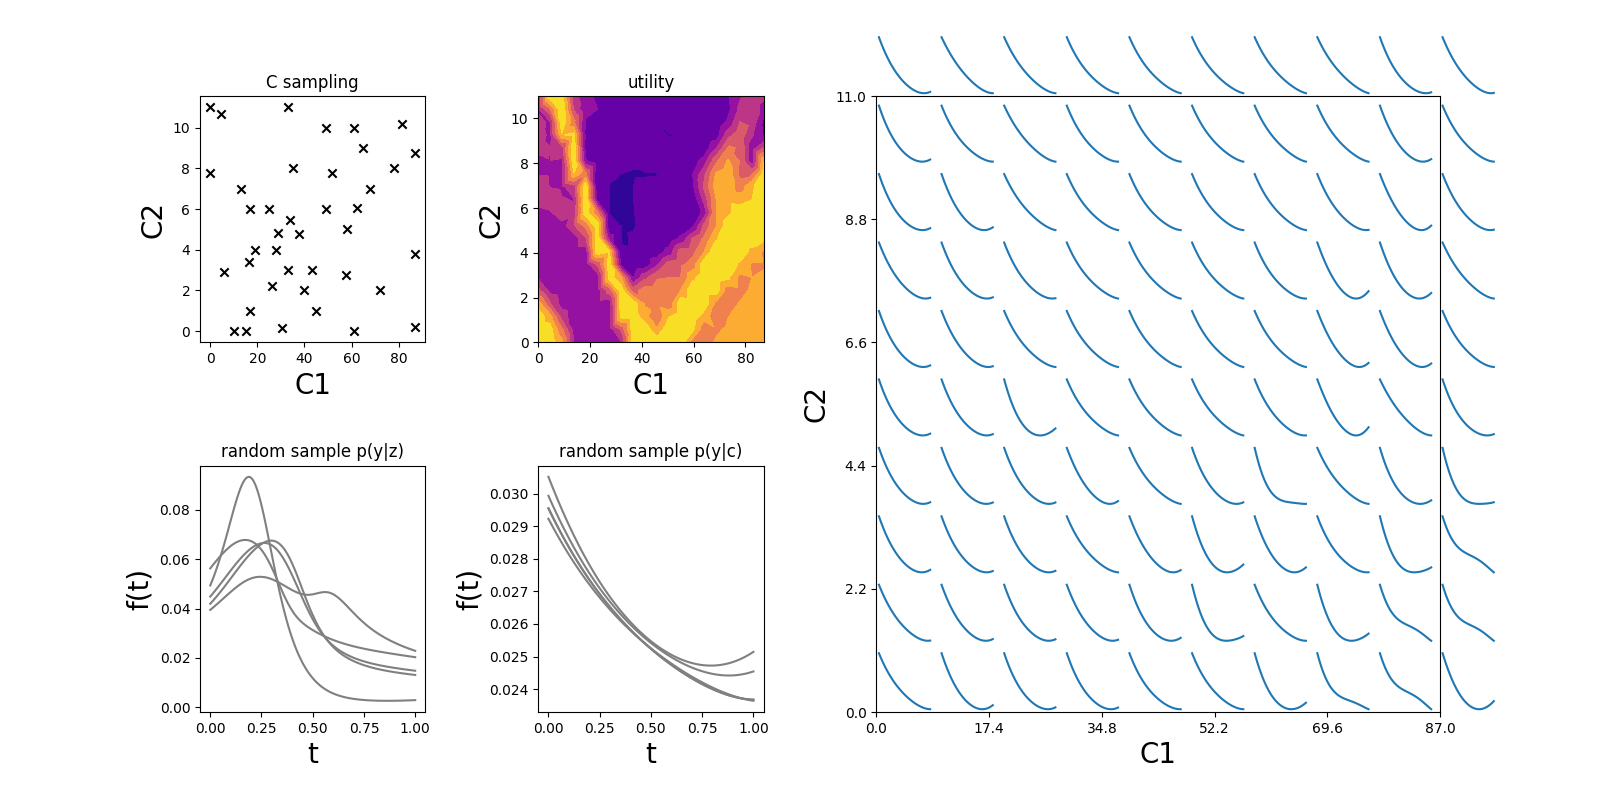 C sampling
10
8
6
4
2
0
C2
0 20 40 60 80
C1
utility
10
8
6
4
2
0
C2
0 20 40 60 80
C1
random sample p(y|z)
0.08
0.06
0.04
0.02
0.00
f(t)
0.00 0.25 0.50 0.75 1.00
t
random sample p(y|c)
0.030
0.029
0.028
0.027
0.026
0.025
0.024
f(t)
0.00 0.25 0.50 0.75 1.00
t
11.0
8.8
6.6
4.4
2.2
0.0
C2
0.0 17.4 34.8 52.2 69.6 87.0
C1